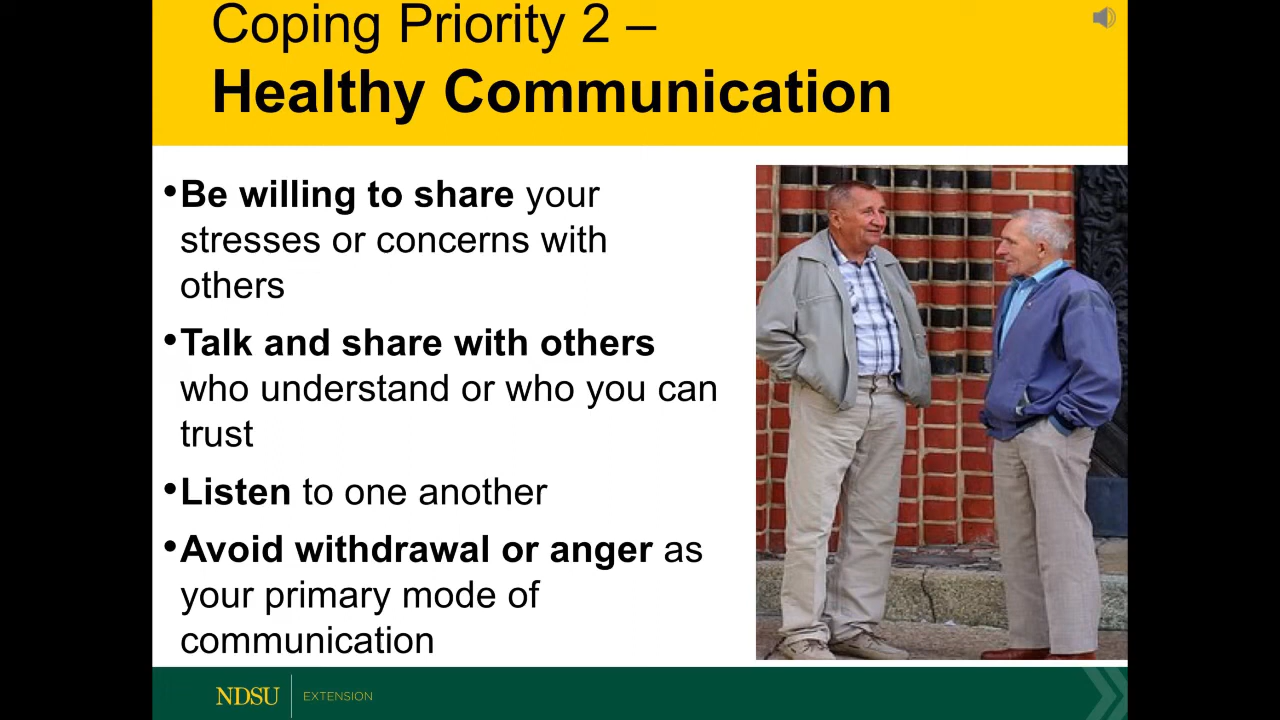 Coping Priority 2 –
Healthy Communication
•Be willing to share your
stresses or concerns with
others
•Talk and share with others
who understand or who you can
trust
•Listen to one another
•Avoid withdrawal or anger as
your primary mode of
communication
NDSU EXTENSION